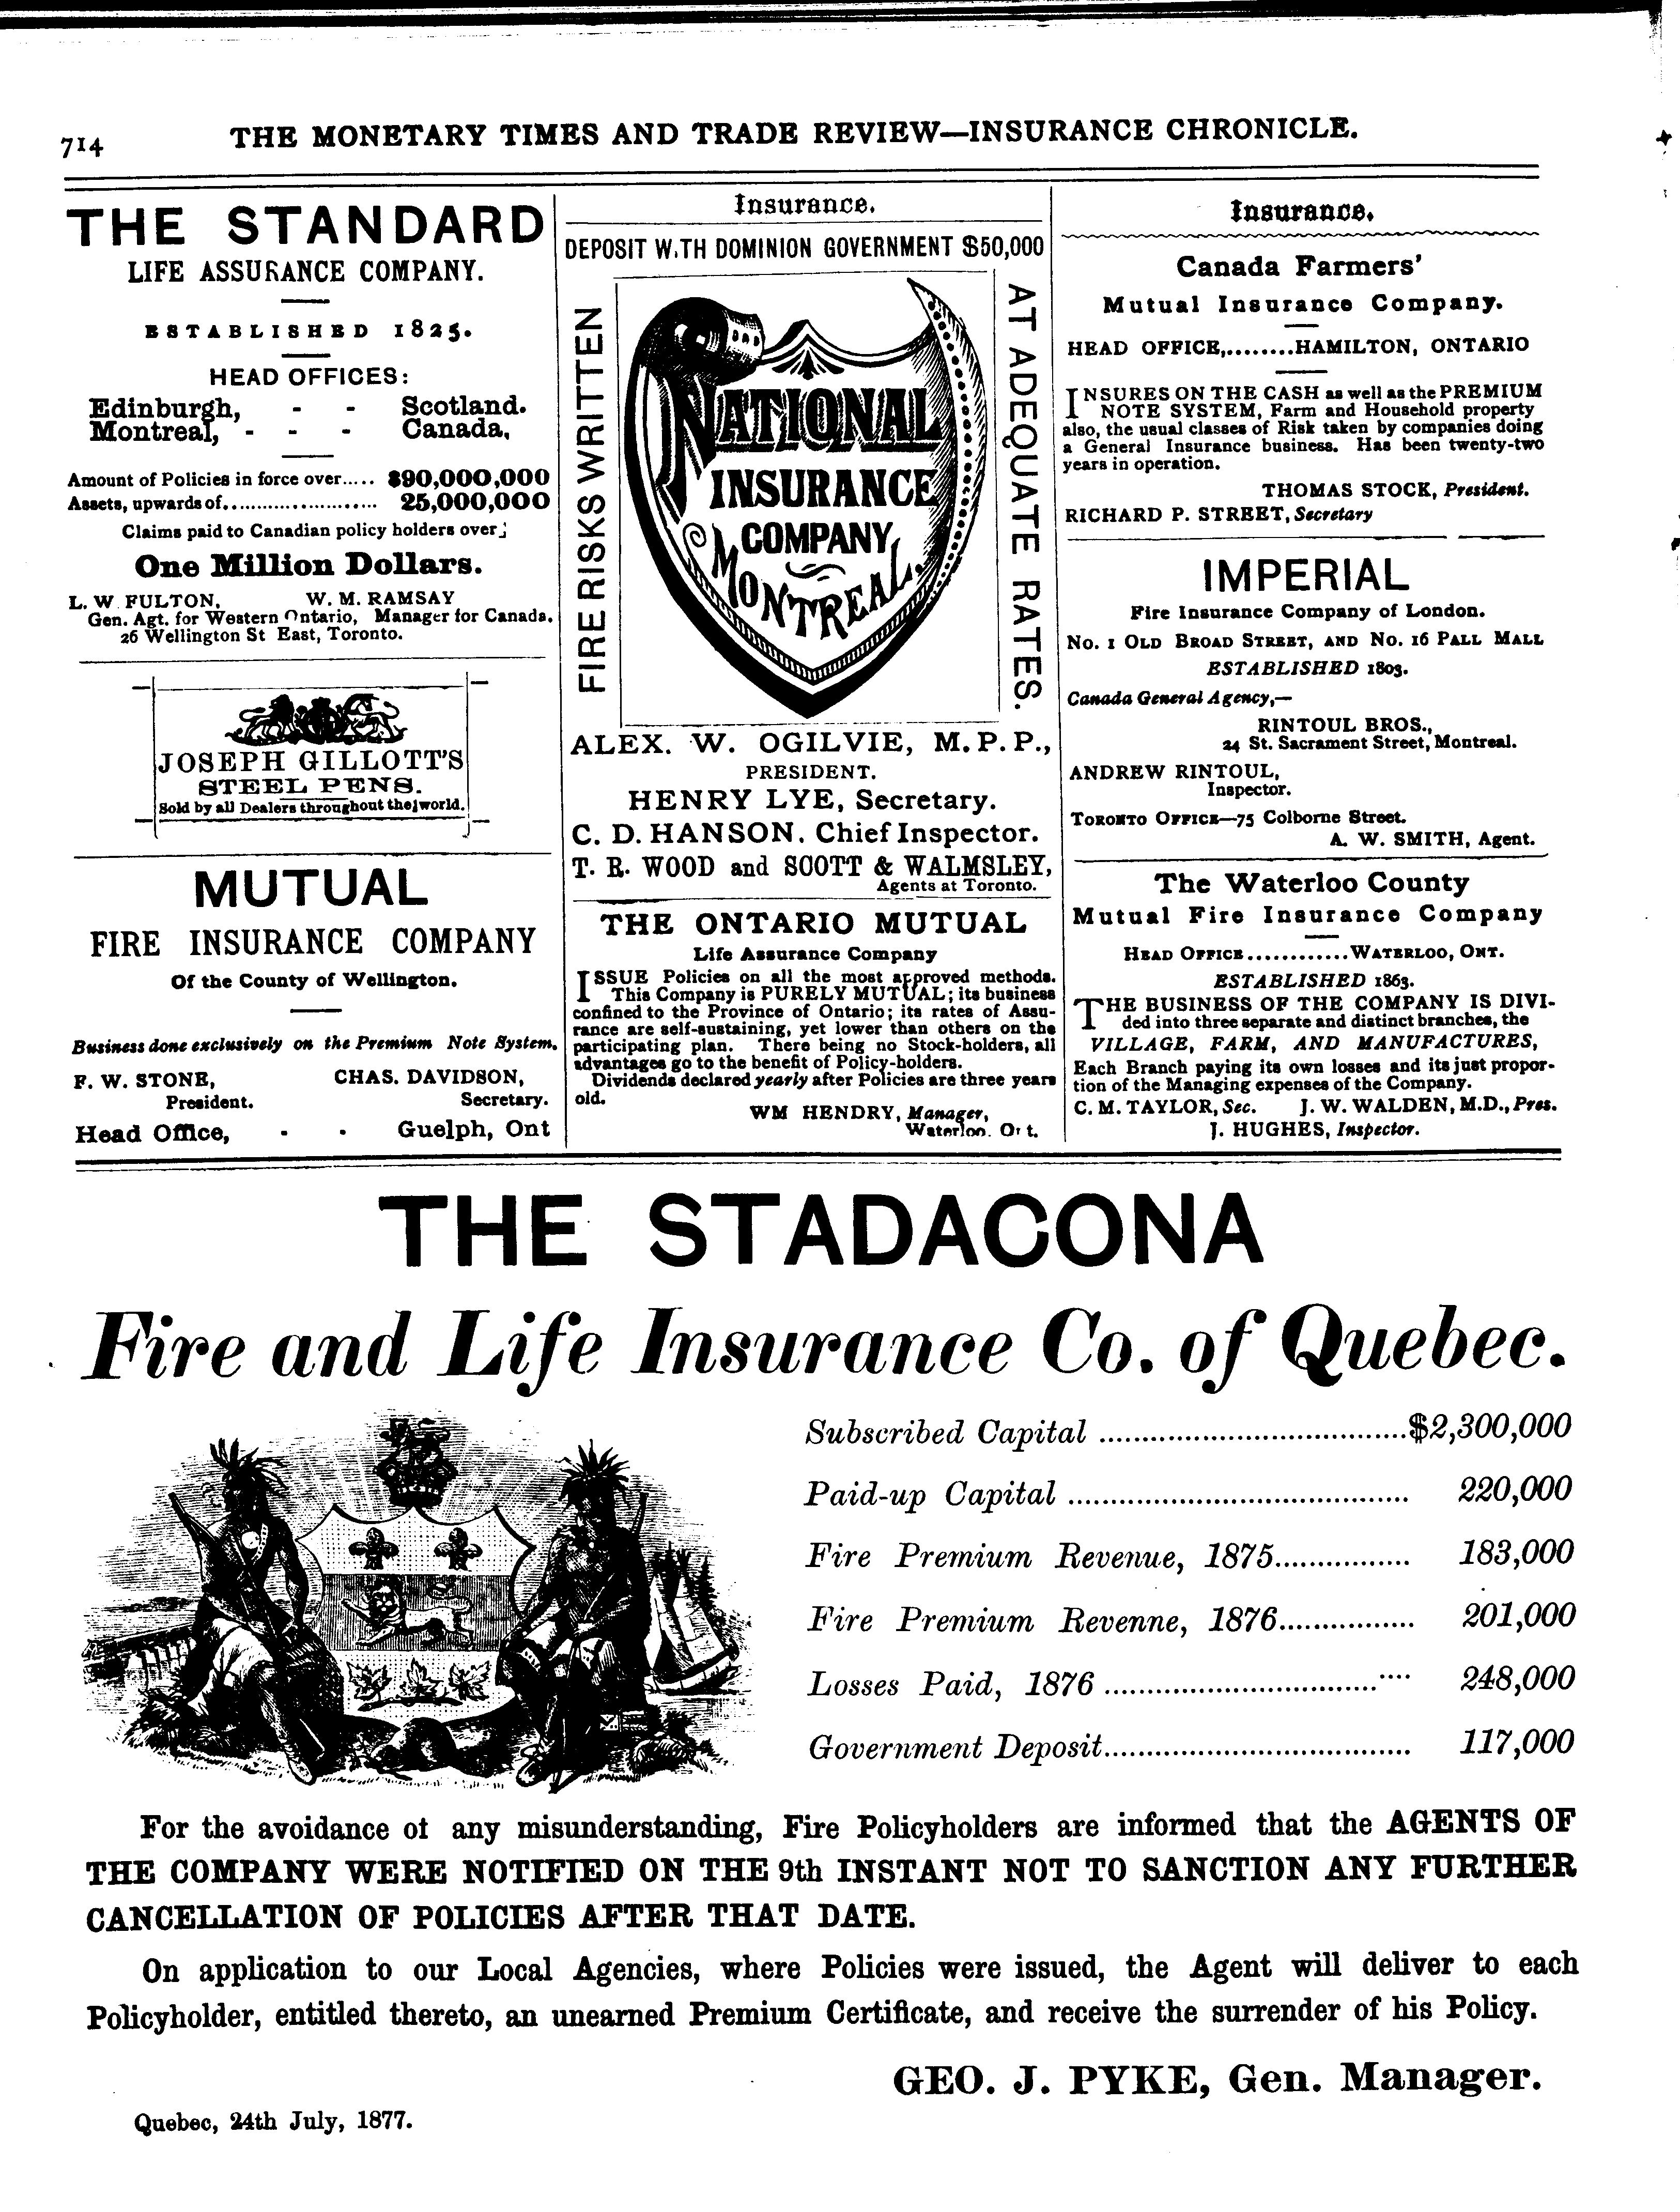 714
THE MONETARY TIMES AND TRADE REVIEW—INSURANCE CHRONICLE.
THE STANDARD
LIFE ASSURANCE COMPANY.
ESTABLISHED 1825.
HEAD OFFICES:
Edinburgh, - - Scotland.
Montreal, - - - Canada,
Amount of Policies in force over..... $90,000,000
Assets, upwards of...................... 25,000,000
Claims paid to Canadian policy holders over
One Million Dollars.
L. W. FULTON, W. M. RAMSAY
Gen. Agt. for Western Ontario, Manager for Canada.
26 Wellington St East, Toronto.
JOSEPH GILLOTT'S
STEEL PENS.
Sold by all Dealers throughout the world.
MUTUAL
FIRE INSURANCE COMPANY
Of the County of Wellington.
Business done exclusively on the Premium Note System.
F. W. STONE, CHAS. DAVIDSON,
President. Secretary.
Head Office, - - Guelph, Ont
Insurance.
DEPOSIT W.TH DOMINION GOVERNMENT $50,000
FIRE RISKS WRITTEN
NATIONAL
INSURANCE
COMPANY,
MONTREAL.
AT ADEQUATE RATES.
ALEX. W. OGILVIE, M.P.P.,
PRESIDENT.
HENRY LYE, Secretary.
C. D. HANSON. Chief Inspector.
T. R. WOOD and SCOTT & WALMSLEY,
Agents at Toronto.
THE ONTARIO MUTUAL
Life Assurance Company
ISSUE Policies on all the most approved methods.
This Company is PURELY MUTUAL; its business
confined to the Province of Ontario; its rates of Assu-
rance are self-sustaining, yet lower than others on the
participating plan. There being no Stock-holders, all
advantages go to the benefit of Policy-holders.
Dividends declared yearly after Policies are three years
old.
WM HENDRY, Manager,
Waterloo. Ort.
Insurance.
Canada Farmers'
Mutual Insurance Company.
HEAD OFFICE,........HAMILTON, ONTARIO
INSURES ON THE CASH as well as the PREMIUM
NOTE SYSTEM, Farm and Household property
also, the usual classes of Risk taken by companies doing
a General Insurance business. Has been twenty-two
years in operation.
THOMAS STOCK, President.
RICHARD P. STREET, Secretary
IMPERIAL
Fire Insurance Company of London.
No. 1 OLD BROAD STREET, AND No. 16 PALL MALL
ESTABLISHED 1803.
Canada General Agency,—
RINTOUL BROS.,
24 St. Sacrament Street, Montreal.
ANDREW RINTOUL,
Inspector.
TORONTO OFFICE—75 Colborne Street.
A. W. SMITH, Agent.
The Waterloo County
Mutual Fire Insurance Company
HEAD OFFICE............WATERLOO, ONT.
ESTABLISHED 1863.
THE BUSINESS OF THE COMPANY IS DIVI-
ded into three separate and distinct branches, the
VILLAGE, FARM, AND MANUFACTURES,
Each Branch paying its own losses and its just propor-
tion of the Managing expenses of the Company.
C. M. TAYLOR, Sec. J. W. WALDEN, M.D., Pres.
J. HUGHES, Inspector.
THE STADACONA
Fire and Life Insurance Co. of Quebec.
Subscribed Capital ....................................$2,300,000
Paid-up Capital ....................................... 220,000
Fire Premium Revenue, 1875................ 183,000
Fire Premium Revenne, 1876................ 201,000
Losses Paid, 1876 .................................... 248,000
Government Deposit.................................... 117,000
For the avoidance of any misunderstanding, Fire Policyholders are informed that the AGENTS OF
THE COMPANY WERE NOTIFIED ON THE 9th INSTANT NOT TO SANCTION ANY FURTHER
CANCELLATION OF POLICIES AFTER THAT DATE.
On application to our Local Agencies, where Policies were issued, the Agent will deliver to each
Policyholder, entitled thereto, an unearned Premium Certificate, and receive the surrender of his Policy.
GEO. J. PYKE, Gen. Manager.
Quebec, 24th July, 1877.